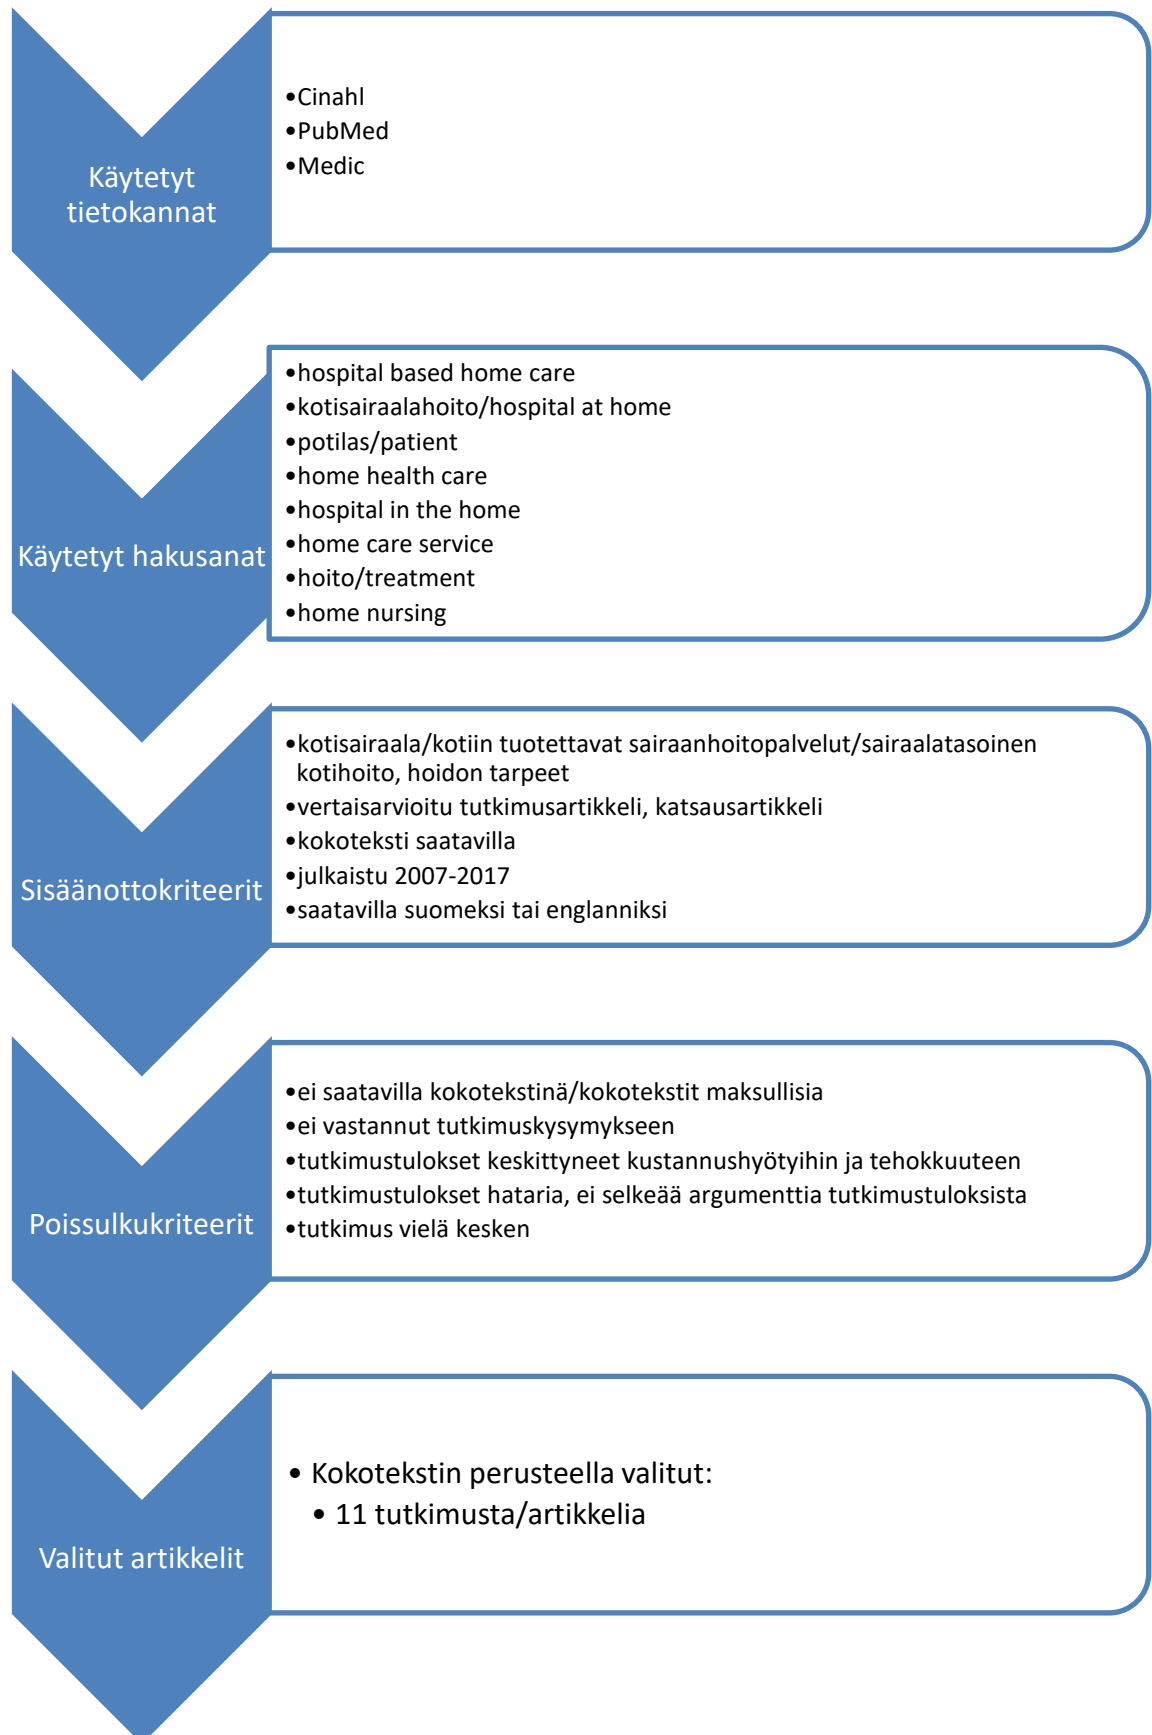 Käytetyt
tietokannat
•Cinahl
•PubMed
•Medic
Käytetyt hakusanat
•hospital based home care
•kotisairaalahoito/hospital at home
•potilas/patient
•home health care
•hospital in the home
•home care service
•hoito/treatment
•home nursing
Sisäänottokriteerit
•kotisairaala/kotiin tuotettavat sairaanhoitopalvelut/sairaalatasoinen
kotihoito, hoidon tarpeet
•vertaisarvioitu tutkimusartikkeli, katsausartikkeli
•kokoteksti saatavilla
•julkaistu 2007-2017
•saatavilla suomeksi tai englanniksi
Poissulkukriteerit
•ei saatavilla kokotekstinä/kokotekstit maksullisia
•ei vastannut tutkimuskysymykseen
•tutkimustulokset keskittyneet kustannushyötyihin ja tehokkuuteen
•tutkimustulokset hataria, ei selkeää argumenttia tutkimustuloksista
•tutkimus vielä kesken
Valitut artikkelit
• Kokotekstin perusteella valitut:
• 11 tutkimusta/artikkelia